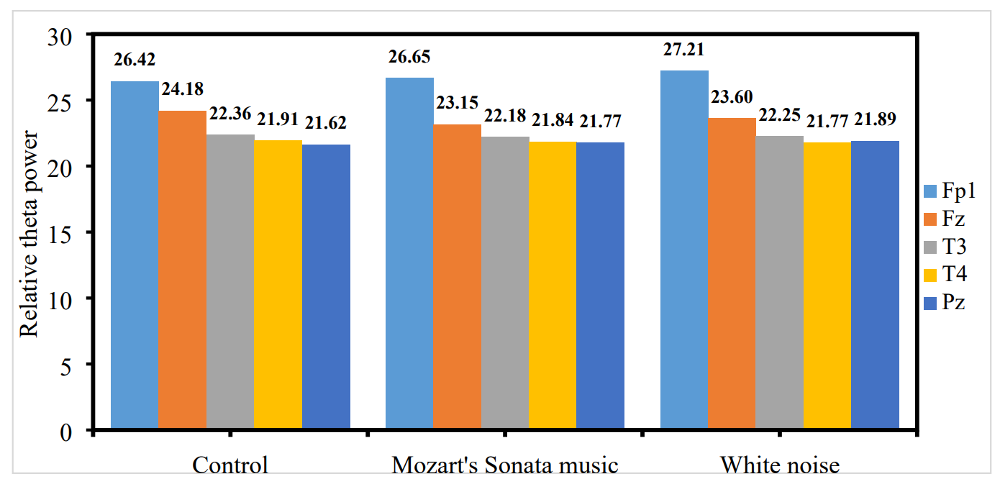 Relative theta power
30
25
20
15
10
5
0
26.42
24.18
22.36
21.91
21.62
26.65
23.15
22.18
21.84
21.77
27.21
23.60
22.25
21.77
21.89
Control
Mozart's Sonata music
White noise
Fp1
Fz
T3
T4
Pz